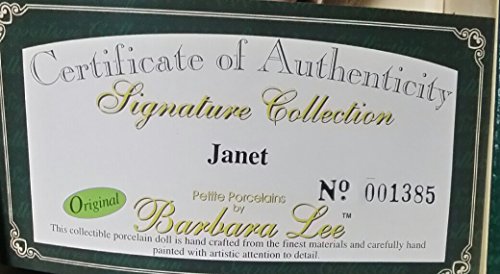 Certificate of Authenticity
Signature Collection
Janet
Nº. 001385
Original
Petite Porcelains
by
Barbara Lee™
This collectible porcelain doll is hand crafted from the finest materials and carefully hand
painted with artistic attention to detail.